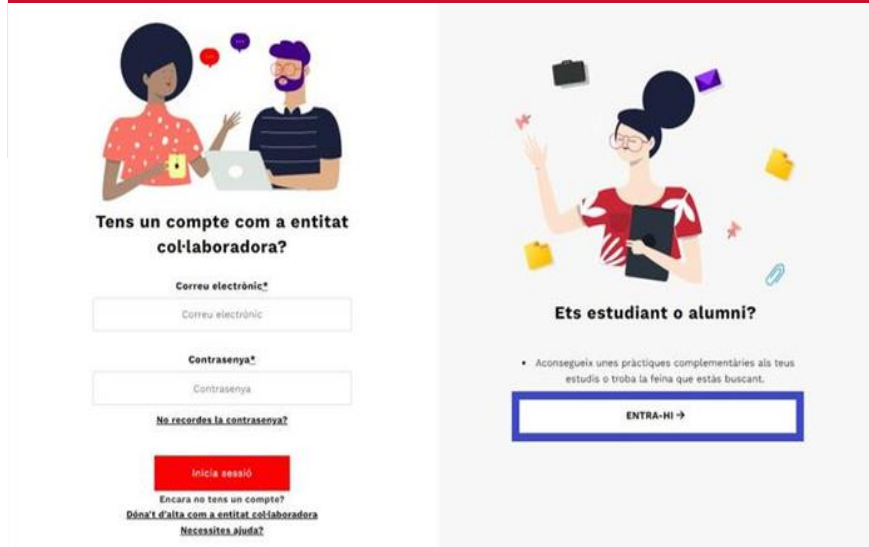 Tens un compte com a entitat
col·laboradora?
Correu electrònic*
Correu electrònic
Contrasenya*
Contrasenya
No recordes la contrasenya?
Inicia sessió
Encara no tens un compte?
Dóna't d'alta com a entitat col·laboradora
Necessites ajuda?
Ets estudiant o alumni?
• Aconsegueix unes pràctiques complementàries als teus
estudis o troba la feina que estàs buscant.
ENTRA-HI →